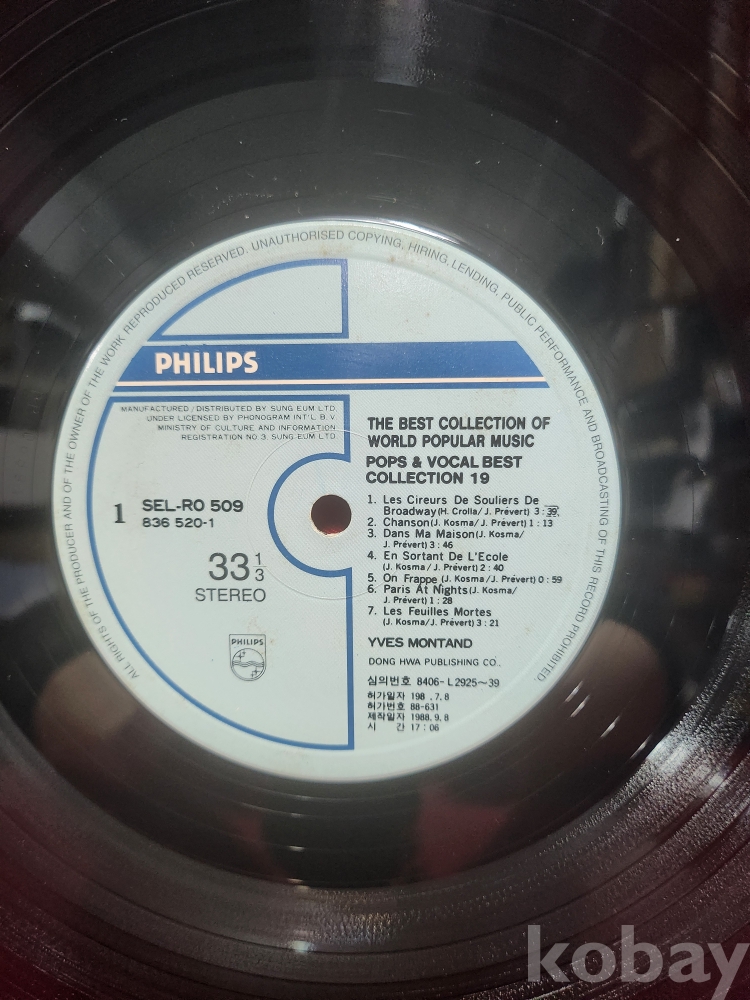 ALL RIGHTS OF THE PRODUCER AND OF THE OWNER OF THE WORK REPRODUCED RESERVED. UNAUTHORISED COPYING, HIRING, LENDING, PUBLIC PERFORMANCE AND BROADCASTING OF THIS RECORD PROHIBITED.
PHILIPS
MANUFACTURED / DISTRIBUTED BY SUNG EUM LTD
UNDER LICENSED BY PHONOGRAM INT'L B.V
MINISTRY OF CULTURE AND INFORMATION
REGISTRATION NO 3. SUNG EUM LTD
1
SEL-RO 509
836 520-1
33 1/3
STEREO
PHILIPS
THE BEST COLLECTION OF
WORLD POPULAR MUSIC
POPS & VOCAL BEST
COLLECTION 19
1. Les Cireurs De Souliers De
Broadway(H. Crolla/J. Prévert) 3:39
2. Chanson(J. Kosma/J. Prévert) 1:13
3. Dans Ma Maison(J. Kosma/
J. Prévert) 3:46
4. En Sortant De L'Ecole
(J. Kosma/J. Prévert) 2:40
5. On Frappe (J. Kosma/J. Prévert) 0:59
6. Paris At Nights(J. Kosma/
J. Prévert) 1:28
7. Les Feuilles Mortes
(J. Kosma/J. Prévert) 3:21
YVES MONTAND
DONG HWA PUBLISHING CO..
심의번호 8406-L2925~39
허가일자 198 .7.8
허가번호 88-631
제작일자 1988.9.8
시 간 17:06
kobay